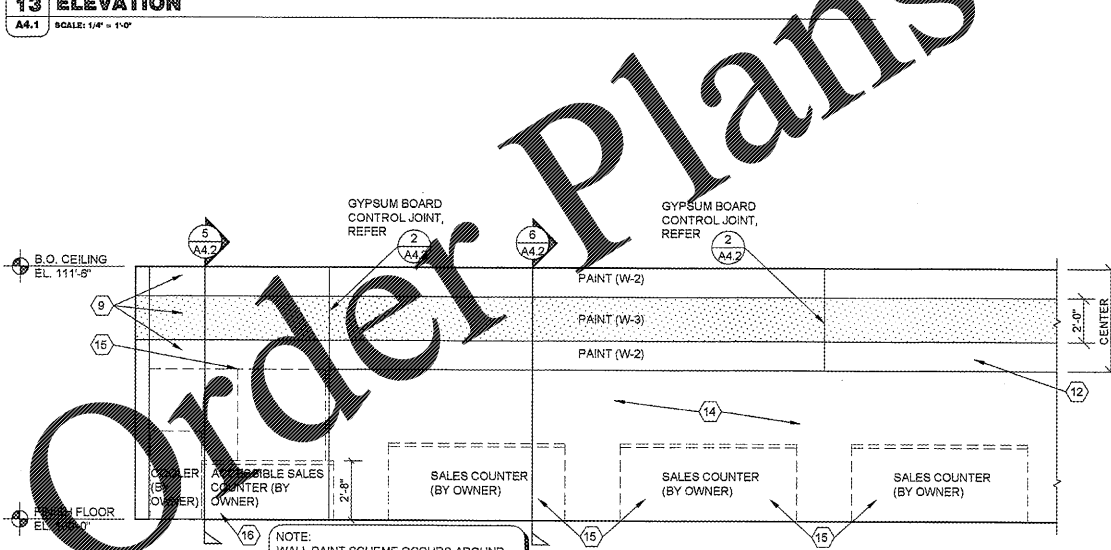 13 ELEVATION
A4.1 SCALE: 1/4" = 1'-0"
Order Plans
GYPSUM BOARD
CONTROL JOINT,
REFER
2
A4.2
GYPSUM BOARD
CONTROL JOINT,
REFER
2
A4.2
5
A4.2
6
A4.2
B.O. CEILING
EL. 111'-6"
PAINT (W-2)
9
PAINT (W-3)
2'-0"
CENTER
15
PAINT (W-2)
12
14
COOLER
(BY
OWNER)
ACCESSIBLE SALES
COUNTER (BY
OWNER)
2'-8"
SALES COUNTER
(BY OWNER)
SALES COUNTER
(BY OWNER)
SALES COUNTER
(BY OWNER)
FINISH FLOOR
EL.
16
15
15
NOTE:
WALL PAINT SCHEME OCCURS AROUND